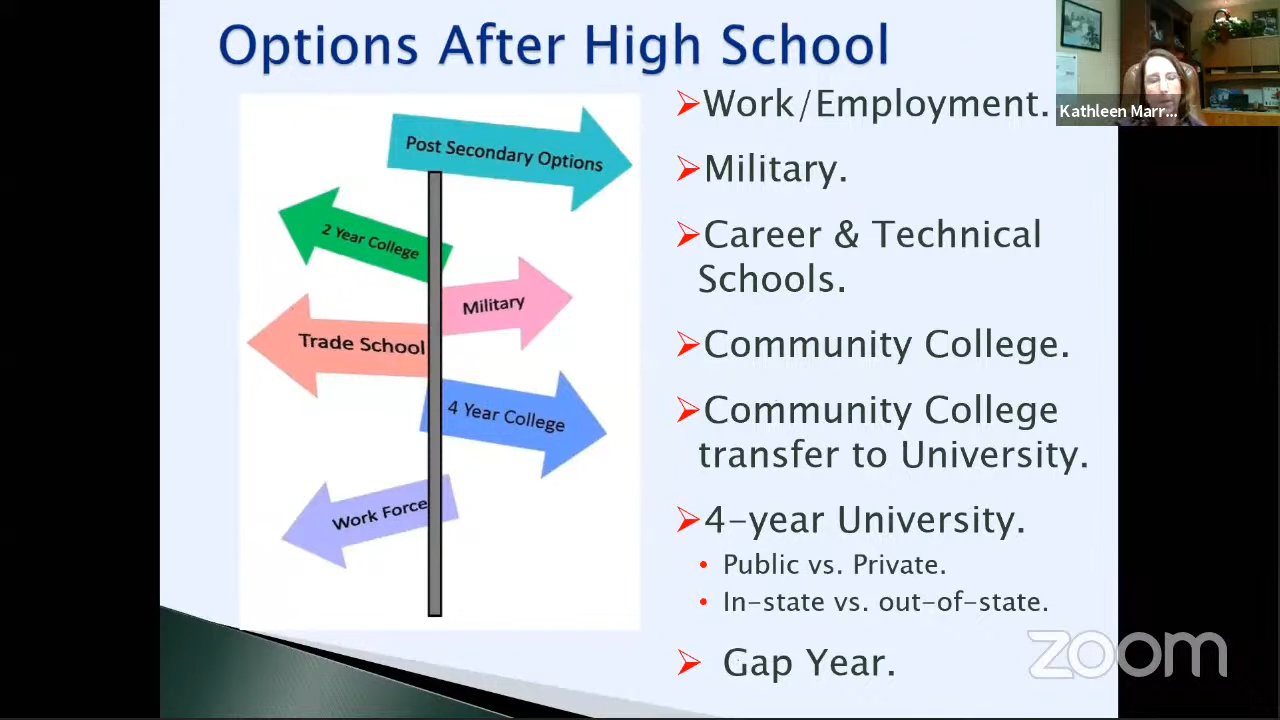 Options After High School
Post Secondary Options
2 Year College
Military
Trade School
4 Year College
Work Force
Work/Employment.
Military.
Career & Technical
Schools.
Community College.
Community College
transfer to University.
4-year University.
Public vs. Private.
In-state vs. out-of-state.
Gap Year.
Kathleen Marr...
zoom